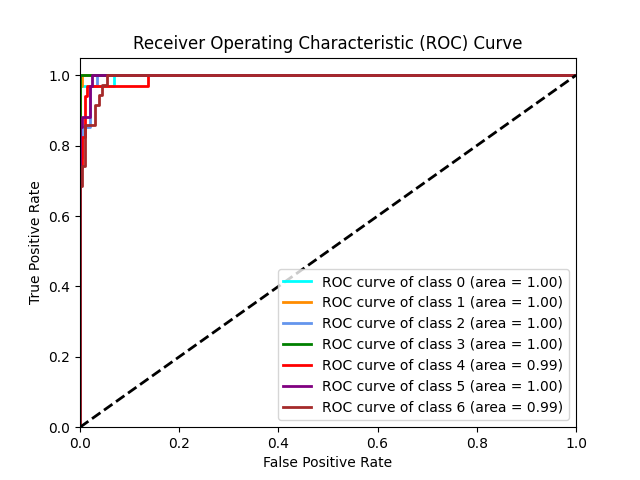 Receiver Operating Characteristic (ROC) Curve
1.0
0.8
0.6
0.4
0.2
0.0
True Positive Rate
ROC curve of class 0 (area = 1.00)
ROC curve of class 1 (area = 1.00)
ROC curve of class 2 (area = 1.00)
ROC curve of class 3 (area = 1.00)
ROC curve of class 4 (area = 0.99)
ROC curve of class 5 (area = 1.00)
ROC curve of class 6 (area = 0.99)
0.0 0.2 0.4 0.6 0.8 1.0
False Positive Rate